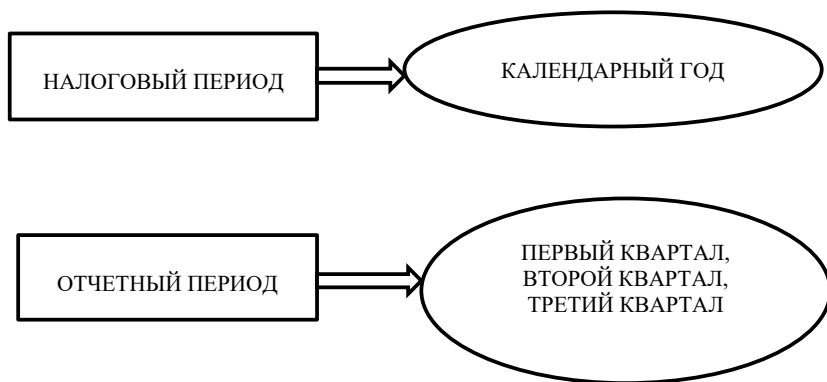 НАЛОГОВЫЙ ПЕРИОД
КАЛЕНДАРНЫЙ ГОД
ОТЧЕТНЫЙ ПЕРИОД
ПЕРВЫЙ КВАРТАЛ,
ВТОРОЙ КВАРТАЛ,
ТРЕТИЙ КВАРТАЛ